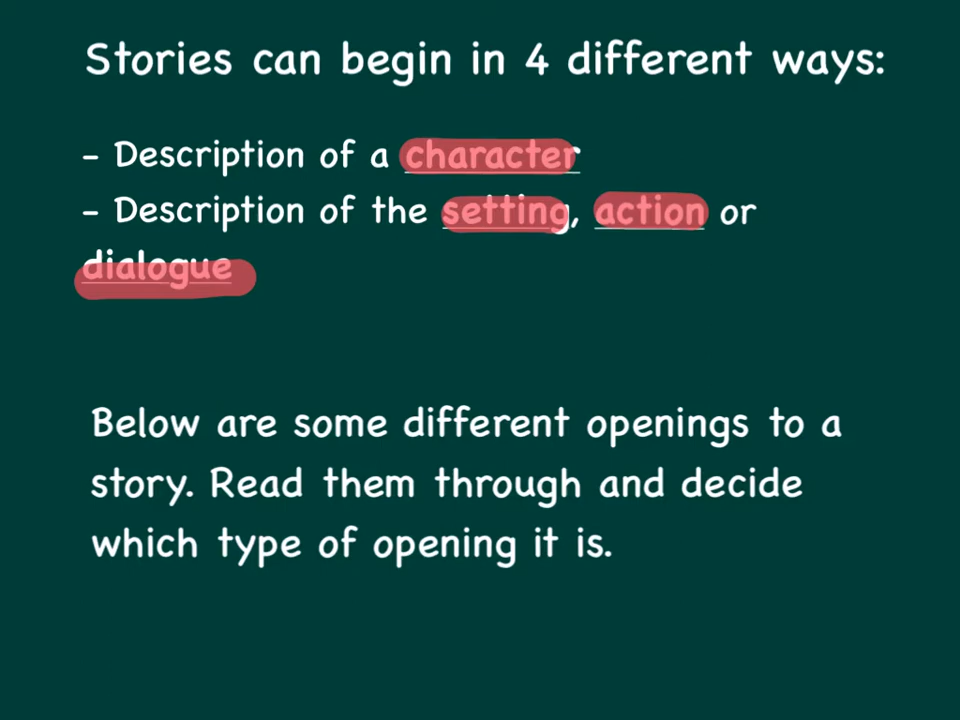 Stories can begin in 4 different ways:
- Description of a character
- Description of the setting, action or
dialogue
Below are some different openings to a
story. Read them through and decide
which type of opening it is.